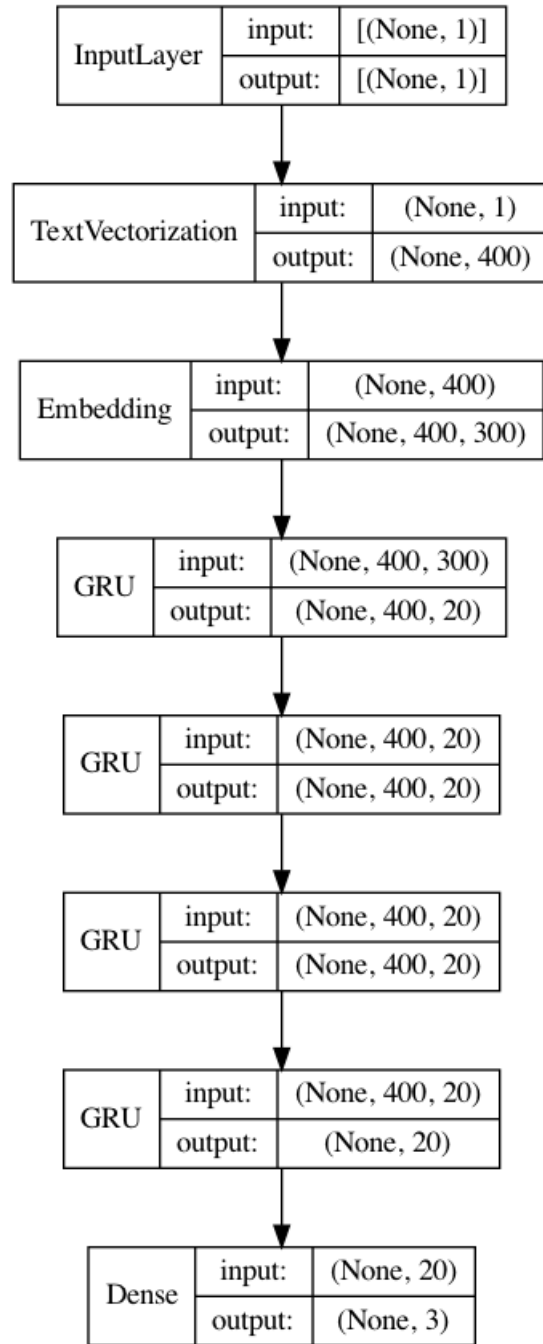 InputLayer
input: [(None, 1)]
output: [(None, 1)]
TextVectorization
input: (None, 1)
output: (None, 400)
Embedding
input: (None, 400)
output: (None, 400, 300)
GRU
input: (None, 400, 300)
output: (None, 400, 20)
GRU
input: (None, 400, 20)
output: (None, 400, 20)
GRU
input: (None, 400, 20)
output: (None, 400, 20)
GRU
input: (None, 400, 20)
output: (None, 20)
Dense
input: (None, 20)
output: (None, 3)